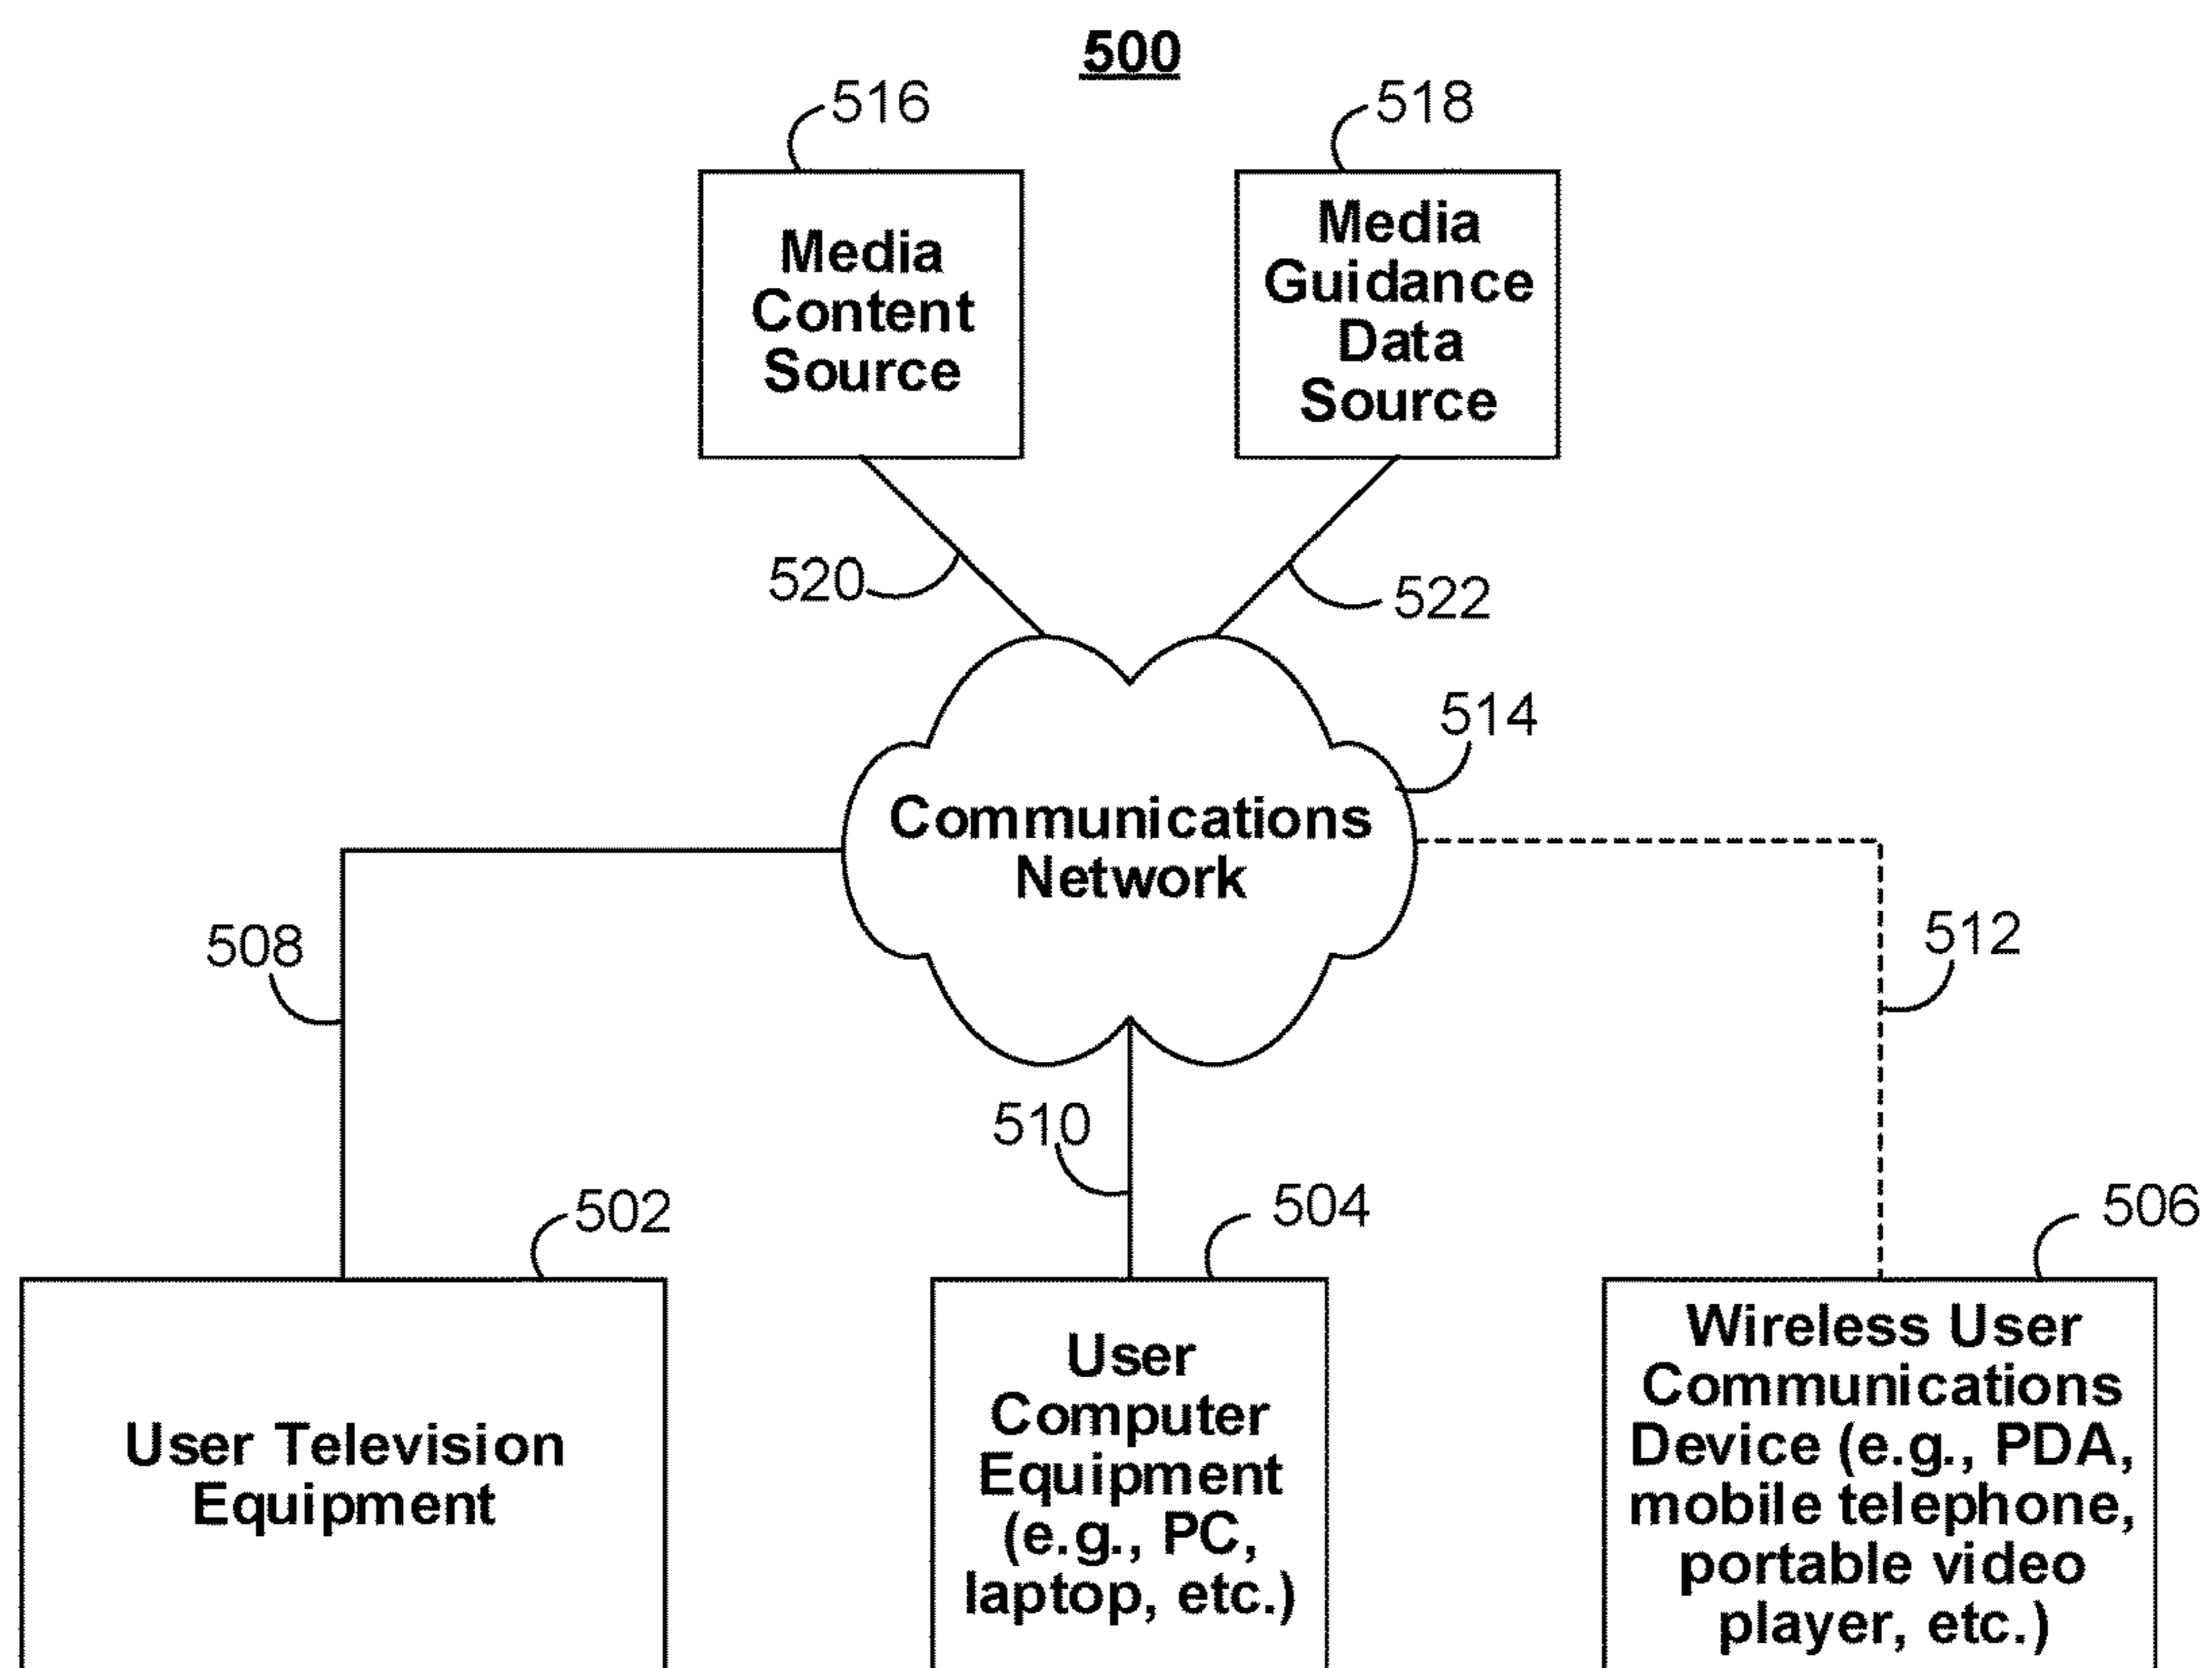 500
516
518
Media
Content
Source
Media
Guidance
Data
Source
520
522
514
Communications
Network
508
512
510
502
504
506
User Television
Equipment
User
Computer
Equipment
(e.g., PC,
laptop, etc.)
Wireless User
Communications
Device (e.g., PDA,
mobile telephone,
portable video
player, etc.)